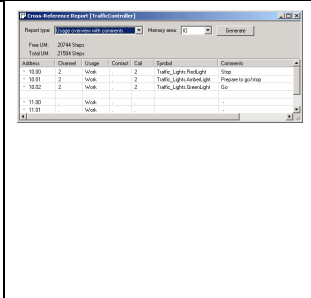 Cross-Reference Report [TrafficController]
Report type: Usage overview with comments Memory area: IO Generate
Free UM: 20744 Steps
Total UM: 21504 Steps
Address Channel Usage Contact Coil Symbol Comments
10.00 2 Work . 2 Traffic_Lights.RedLight Stop
10.01 2 Work . 2 Traffic_Lights.AmberLight Prepare to go/stop
10.02 2 Work . 2 Traffic_Lights.GreenLight Go
11.00 . Work . . -
11.01 . Work . . -